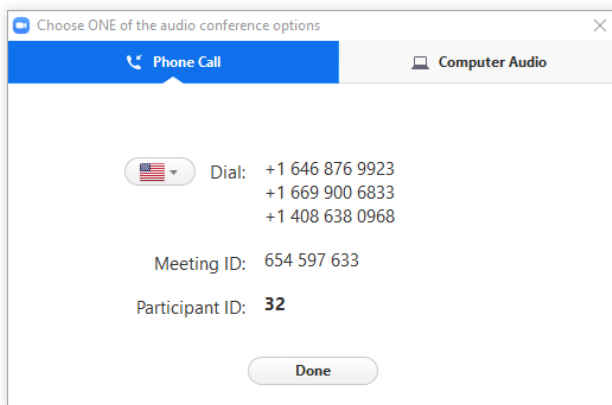 Choose ONE of the audio conference options
Phone Call
Computer Audio
Dial: +1 646 876 9923
+1 669 900 6833
+1 408 638 0968
Meeting ID: 654 597 633
Participant ID: 32
Done